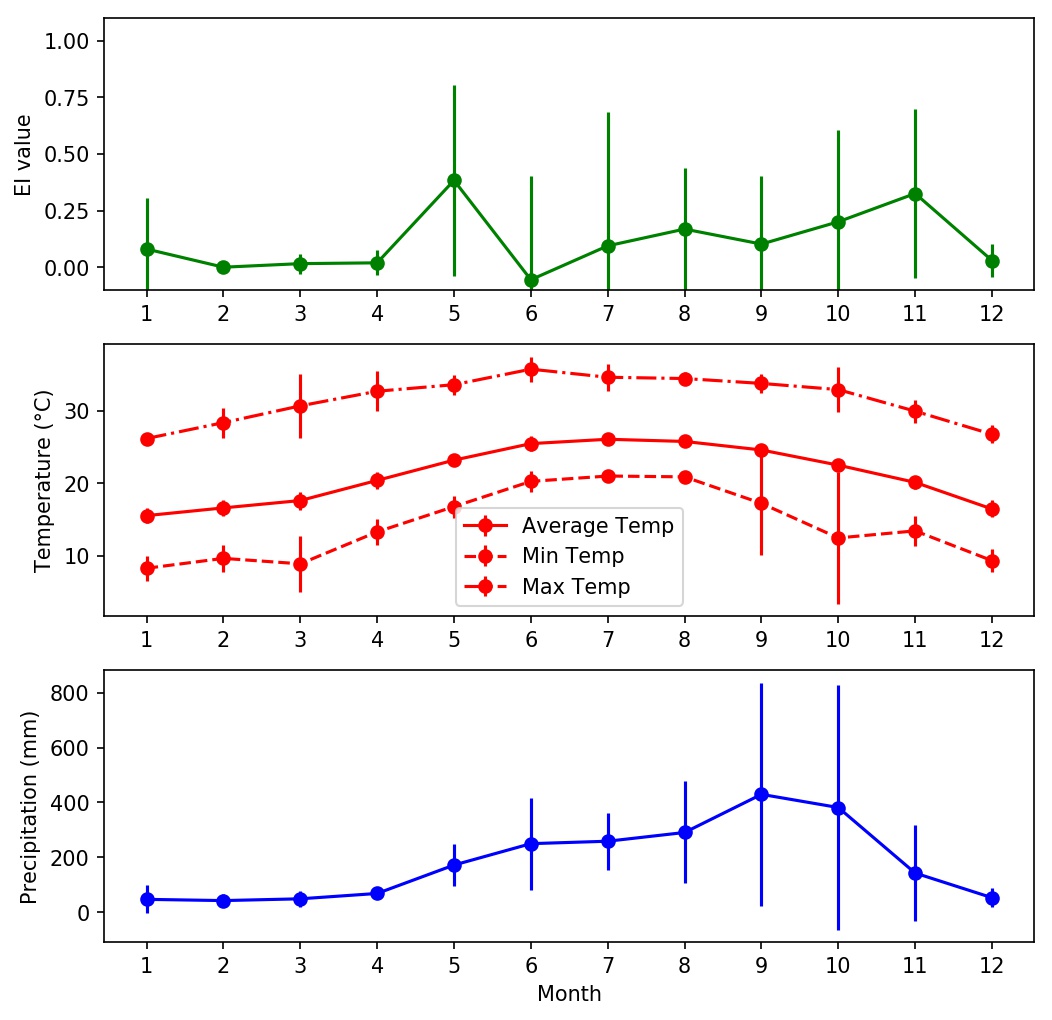 1.00
0.75
0.50
0.25
0.00
EI value
1 2 3 4 5 6 7 8 9 10 11 12
30
20
10
Temperature (°C)
Average Temp
Min Temp
Max Temp
1 2 3 4 5 6 7 8 9 10 11 12
800
600
400
200
0
Precipitation (mm)
1 2 3 4 5 6 7 8 9 10 11 12
Month